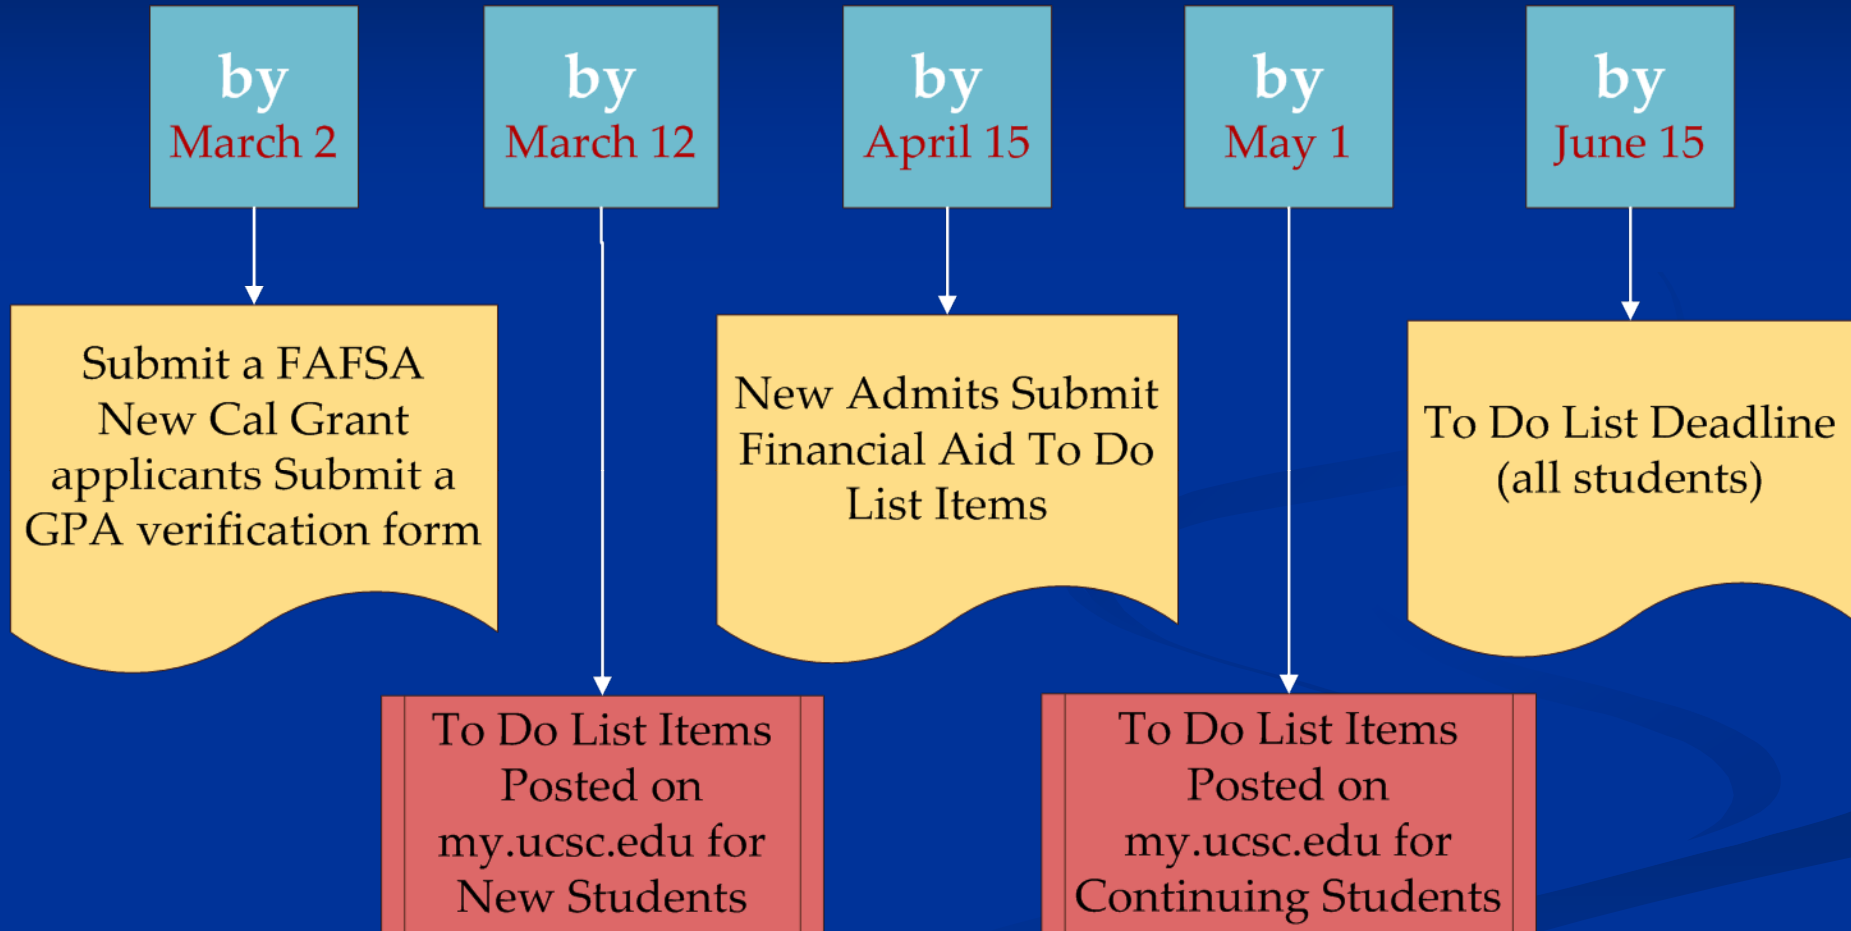 by
March 2
by
March 12
by
April 15
by
May 1
by
June 15
Submit a FAFSA
New Cal Grant
applicants Submit a
GPA verification form
New Admits Submit
Financial Aid To Do
List Items
To Do List Deadline
(all students)
To Do List Items
Posted on
my.ucsc.edu for
New Students
To Do List Items
Posted on
my.ucsc.edu for
Continuing Students